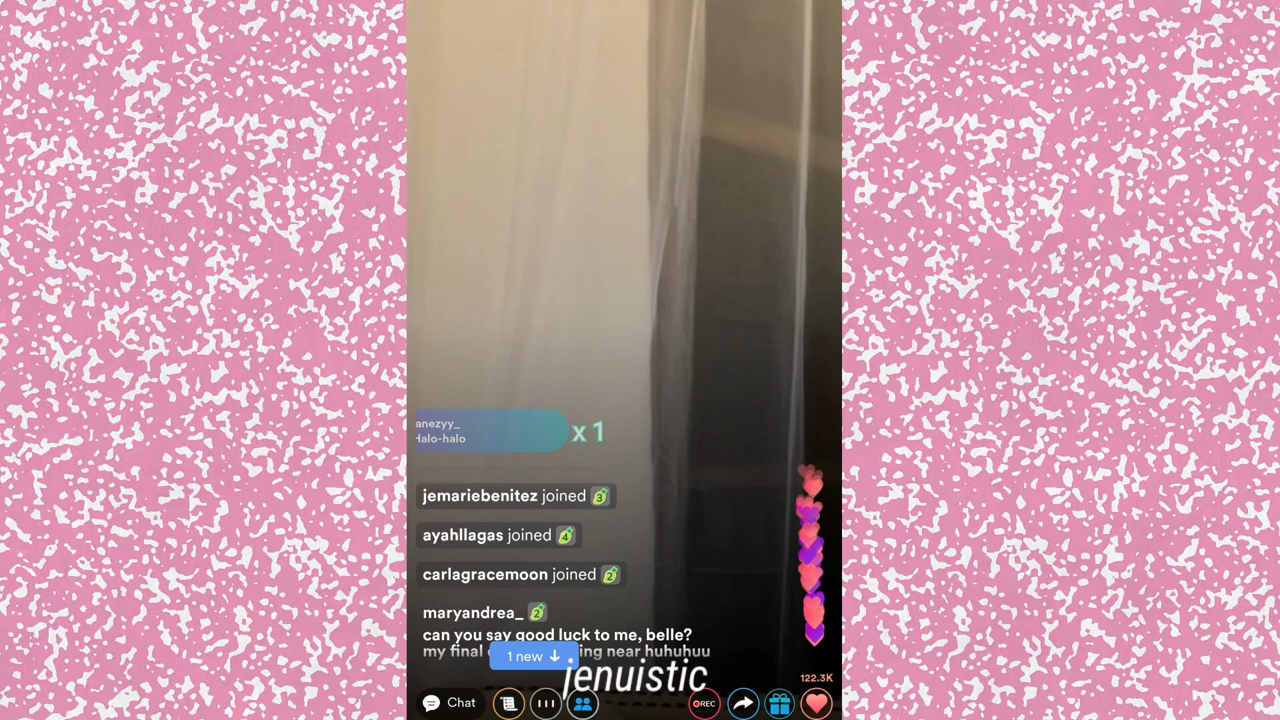 anezyy_
Halo-halo
x 1
jemariebenitez joined 3
ayahllagas joined 4
carlagracemoon joined 2
maryandrea_ 2
can you say good luck to me, belle?
my final ing near huhuhuu
1 new
jenuistic
122.3K
Chat
REC